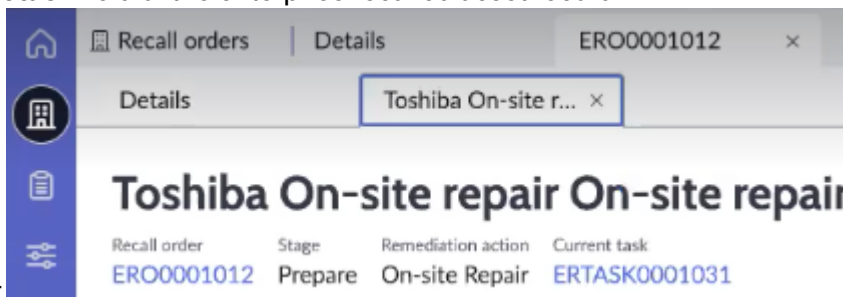 Recall orders | Details ERO0001012 ×
Details Toshiba On-site r... ×
Toshiba On-site repair On-site repair
Recall order Stage Remediation action Current task
ERO0001012 Prepare On-site Repair ERTASK0001031